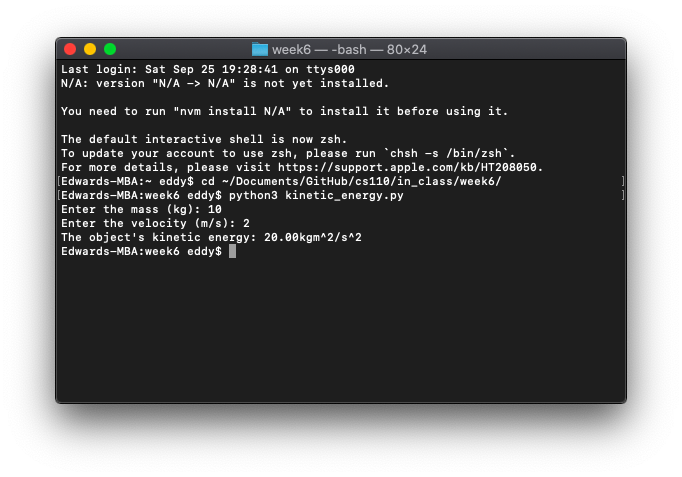 week6 — -bash — 80×24
Last login: Sat Sep 25 19:28:41 on ttys000
N/A: version "N/A -> N/A" is not yet installed.
You need to run "nvm install N/A" to install it before using it.
The default interactive shell is now zsh.
To update your account to use zsh, please run `chsh -s /bin/zsh`.
For more details, please visit https://support.apple.com/kb/HT208050.
[Edwards-MBA:~ eddy$ cd ~/Documents/GitHub/cs110/in_class/week6/ ]
[Edwards-MBA:week6 eddy$ python3 kinetic_energy.py ]
Enter the mass (kg): 10
Enter the velocity (m/s): 2
The object's kinetic energy: 20.00kgm^2/s^2
Edwards-MBA:week6 eddy$